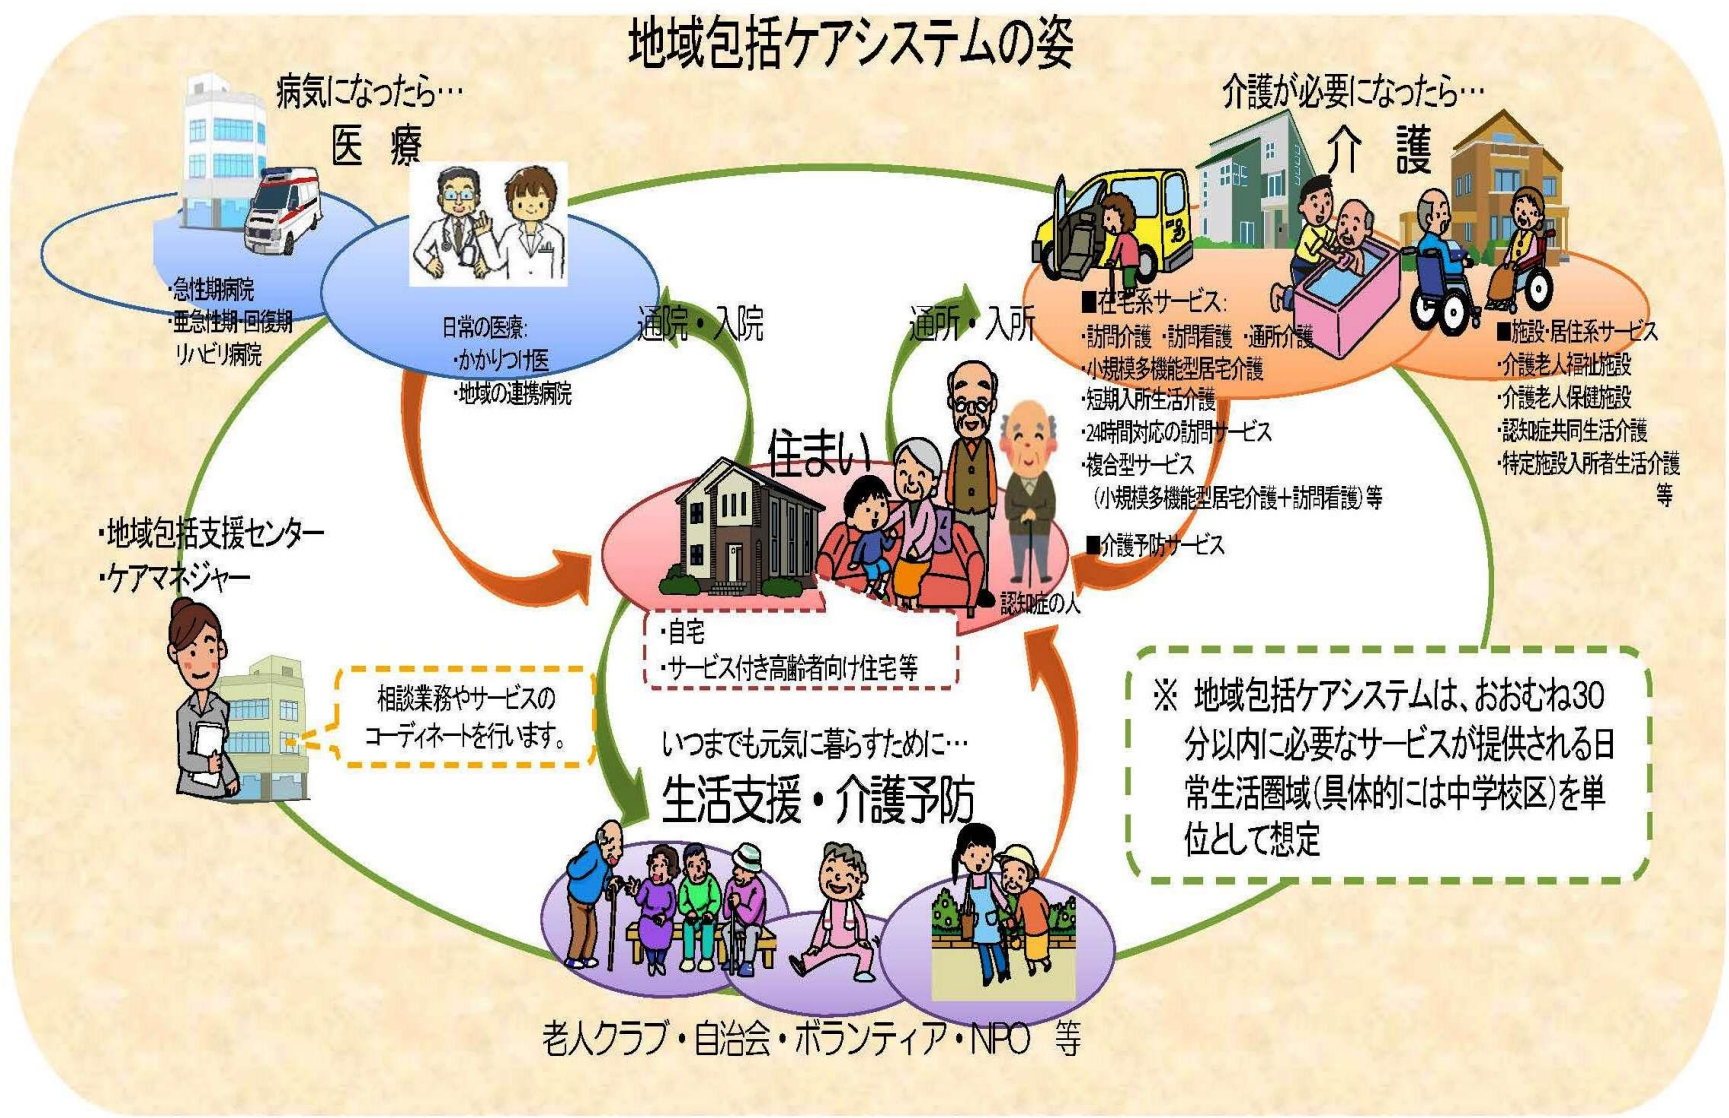 地域包括ケアシステムの姿
病気になったら…
医 療
・急性期病院
・亜急性期・回復期
リハビリ病院
日常の医療:
・かかりつけ医
・地域の連携病院
通院・入院
通所・入所
介護が必要になったら…
介 護
■在宅系サービス:
・訪問介護 ・訪問看護 ・通所介護
・小規模多機能型居宅介護
・短期入所生活介護
・24時間対応の訪問サービス
・複合型サービス
(小規模多機能型居宅介護+訪問看護)等
■介護予防サービス
■施設・居住系サービス
・介護老人福祉施設
・介護老人保健施設
・認知症共同生活介護
・特定施設入所者生活介護
等
住まい
認知症の人
・自宅
・サービス付き高齢者向け住宅等
・地域包括支援センター
・ケアマネジャー
相談業務やサービスの
コーディネートを行います。
いつまでも元気に暮らすために…
生活支援・介護予防
老人クラブ・自治会・ボランティア・NPO 等
※ 地域包括ケアシステムは、おおむね30
分以内に必要なサービスが提供される日
常生活圏域(具体的には中学校区)を単
位として想定